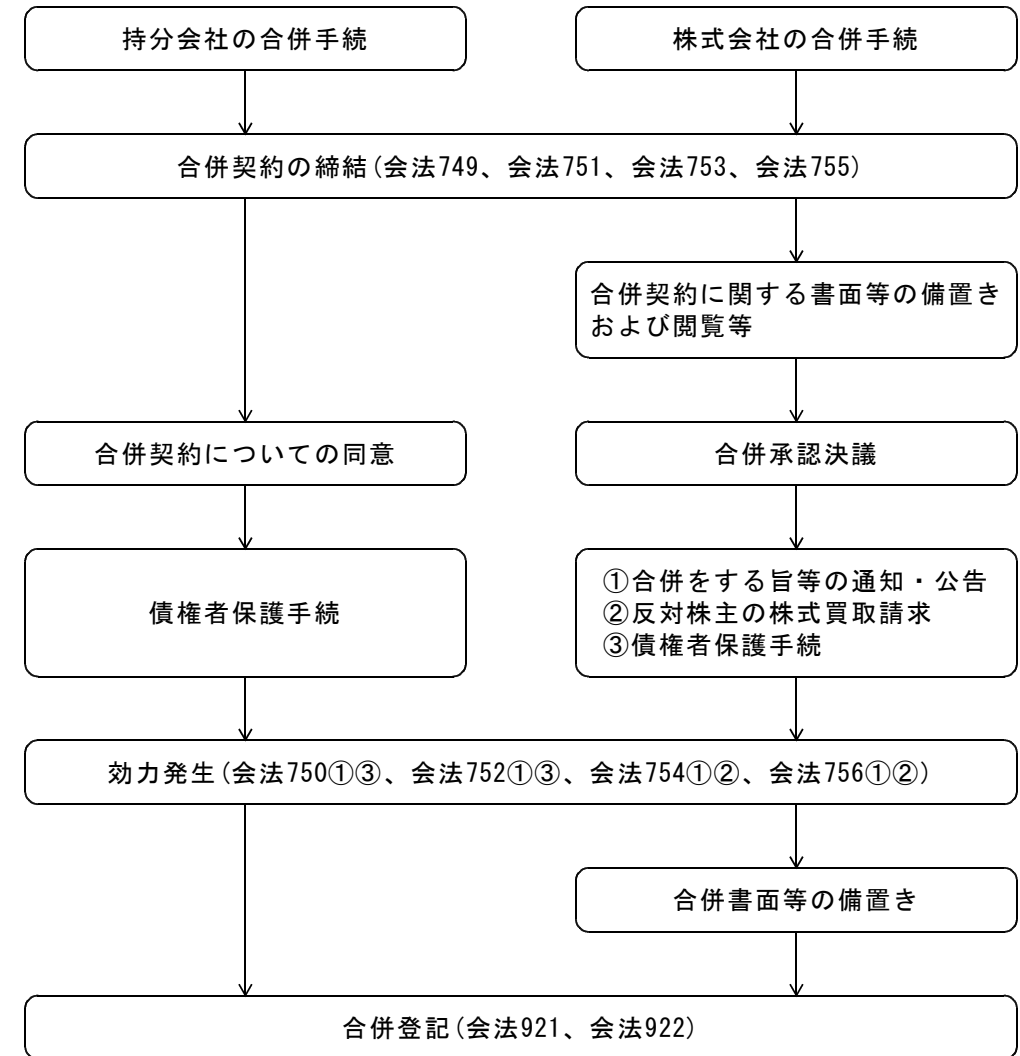 持分会社の合併手続
株式会社の合併手続
合併契約の締結(会法749、会法751、会法753、会法755)
合併契約に関する書面等の備置き
および閲覧等
合併契約についての同意
合併承認決議
債権者保護手続
①合併をする旨等の通知・公告
②反対株主の株式買取請求
③債権者保護手続
効力発生(会法750①③、会法752①③、会法754①②、会法756①②)
合併書面等の備置き
合併登記(会法921、会法922)